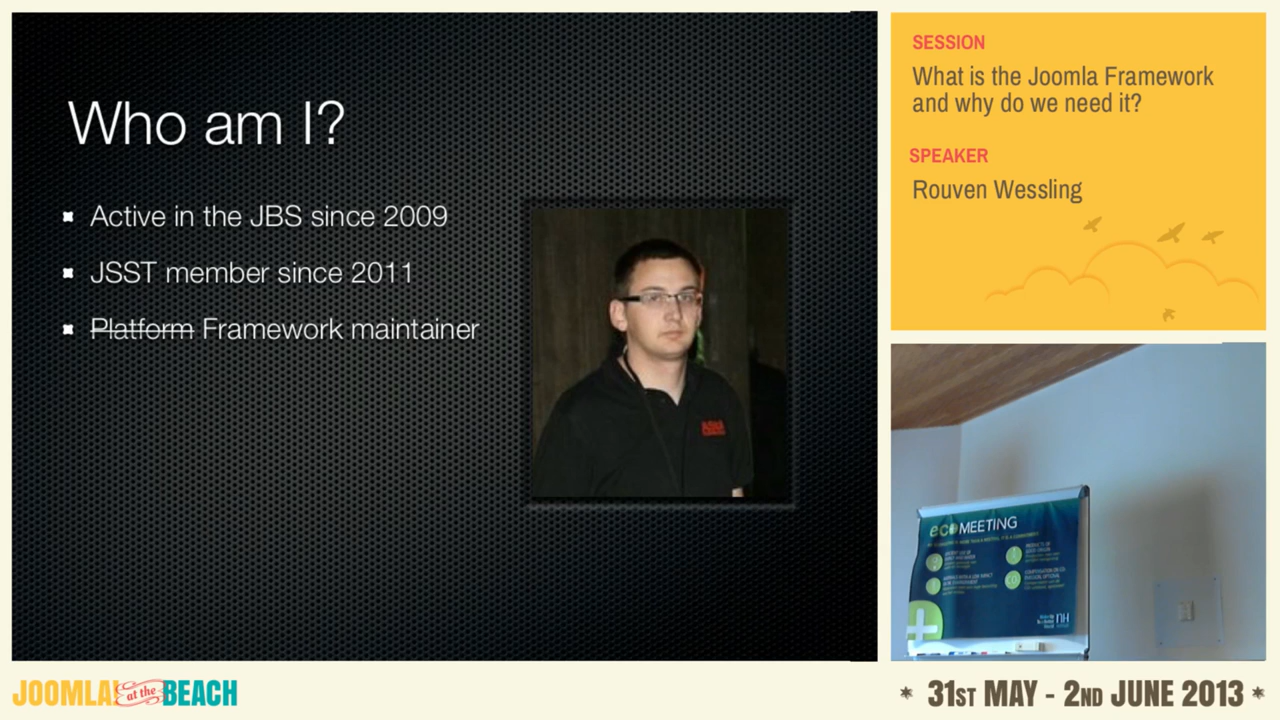 Who am I?
Active in the JBS since 2009
JSST member since 2011
Platform Framework maintainer
SESSION
What is the Joomla Framework
and why do we need it?
SPEAKER
Rouven Wessling
ecoMEETING
nH
JOOMLA! at the BEACH
* 31ST MAY - 2ND JUNE 2013 *